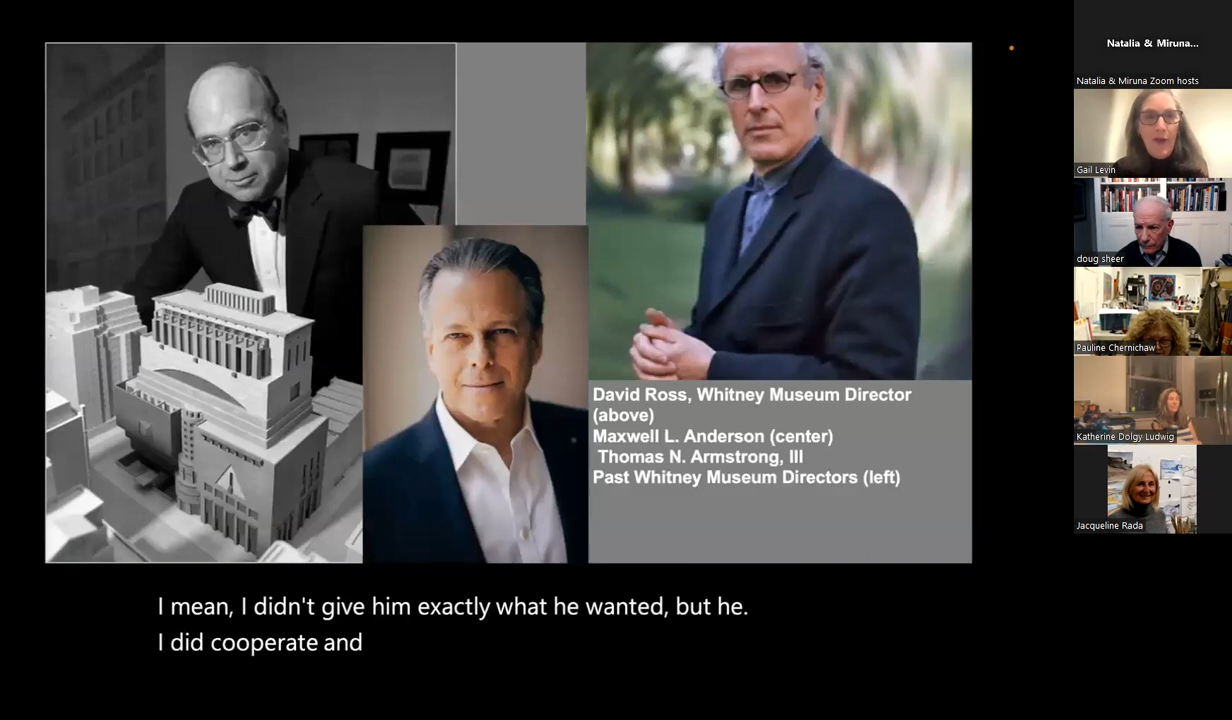 David Ross, Whitney Museum Director
(above)
Maxwell L. Anderson (center)
Thomas N. Armstrong, III
Past Whitney Museum Directors (left)
I mean, I didn't give him exactly what he wanted, but he.
I did cooperate and
Natalia & Miruna...
Natalia & Miruna Zoom hosts
Gail Levin
doug sheer
Pauline Chernichaw
Katherine Dolgy Ludwig
Jacqueline Rada